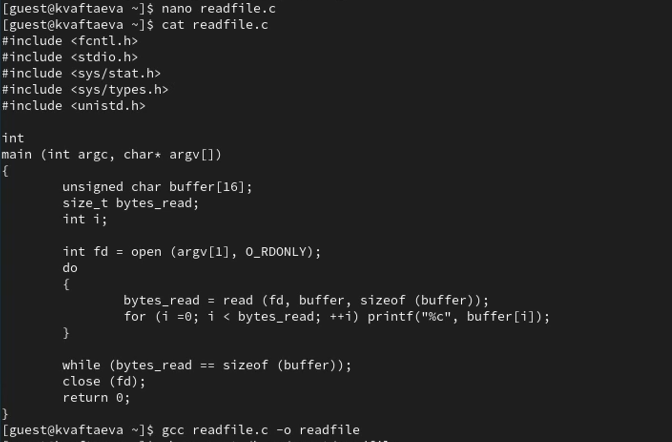 [guest@kvaftaeva ~]$ nano readfile.c
[guest@kvaftaeva ~]$ cat readfile.c
#include <fcntl.h>
#include <stdio.h>
#include <sys/stat.h>
#include <sys/types.h>
#include <unistd.h>

int
main (int argc, char* argv[])
{
        unsigned char buffer[16];
        size_t bytes_read;
        int i;

        int fd = open (argv[1], O_RDONLY);
        do
        {
                bytes_read = read (fd, buffer, sizeof (buffer));
                for (i =0; i < bytes_read; ++i) printf("%c", buffer[i]);
        }

        while (bytes_read == sizeof (buffer));
        close (fd);
        return 0;
}
[guest@kvaftaeva ~]$ gcc readfile.c -o readfile